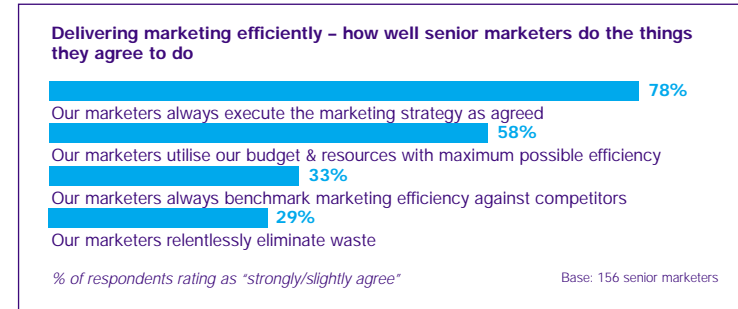 Delivering marketing efficiently – how well senior marketers do the things
they agree to do
78%
Our marketers always execute the marketing strategy as agreed
58%
Our marketers utilise our budget & resources with maximum possible efficiency
33%
Our marketers always benchmark marketing efficiency against competitors
29%
Our marketers relentlessly eliminate waste
% of respondents rating as “strongly/slightly agree”
Base: 156 senior marketers